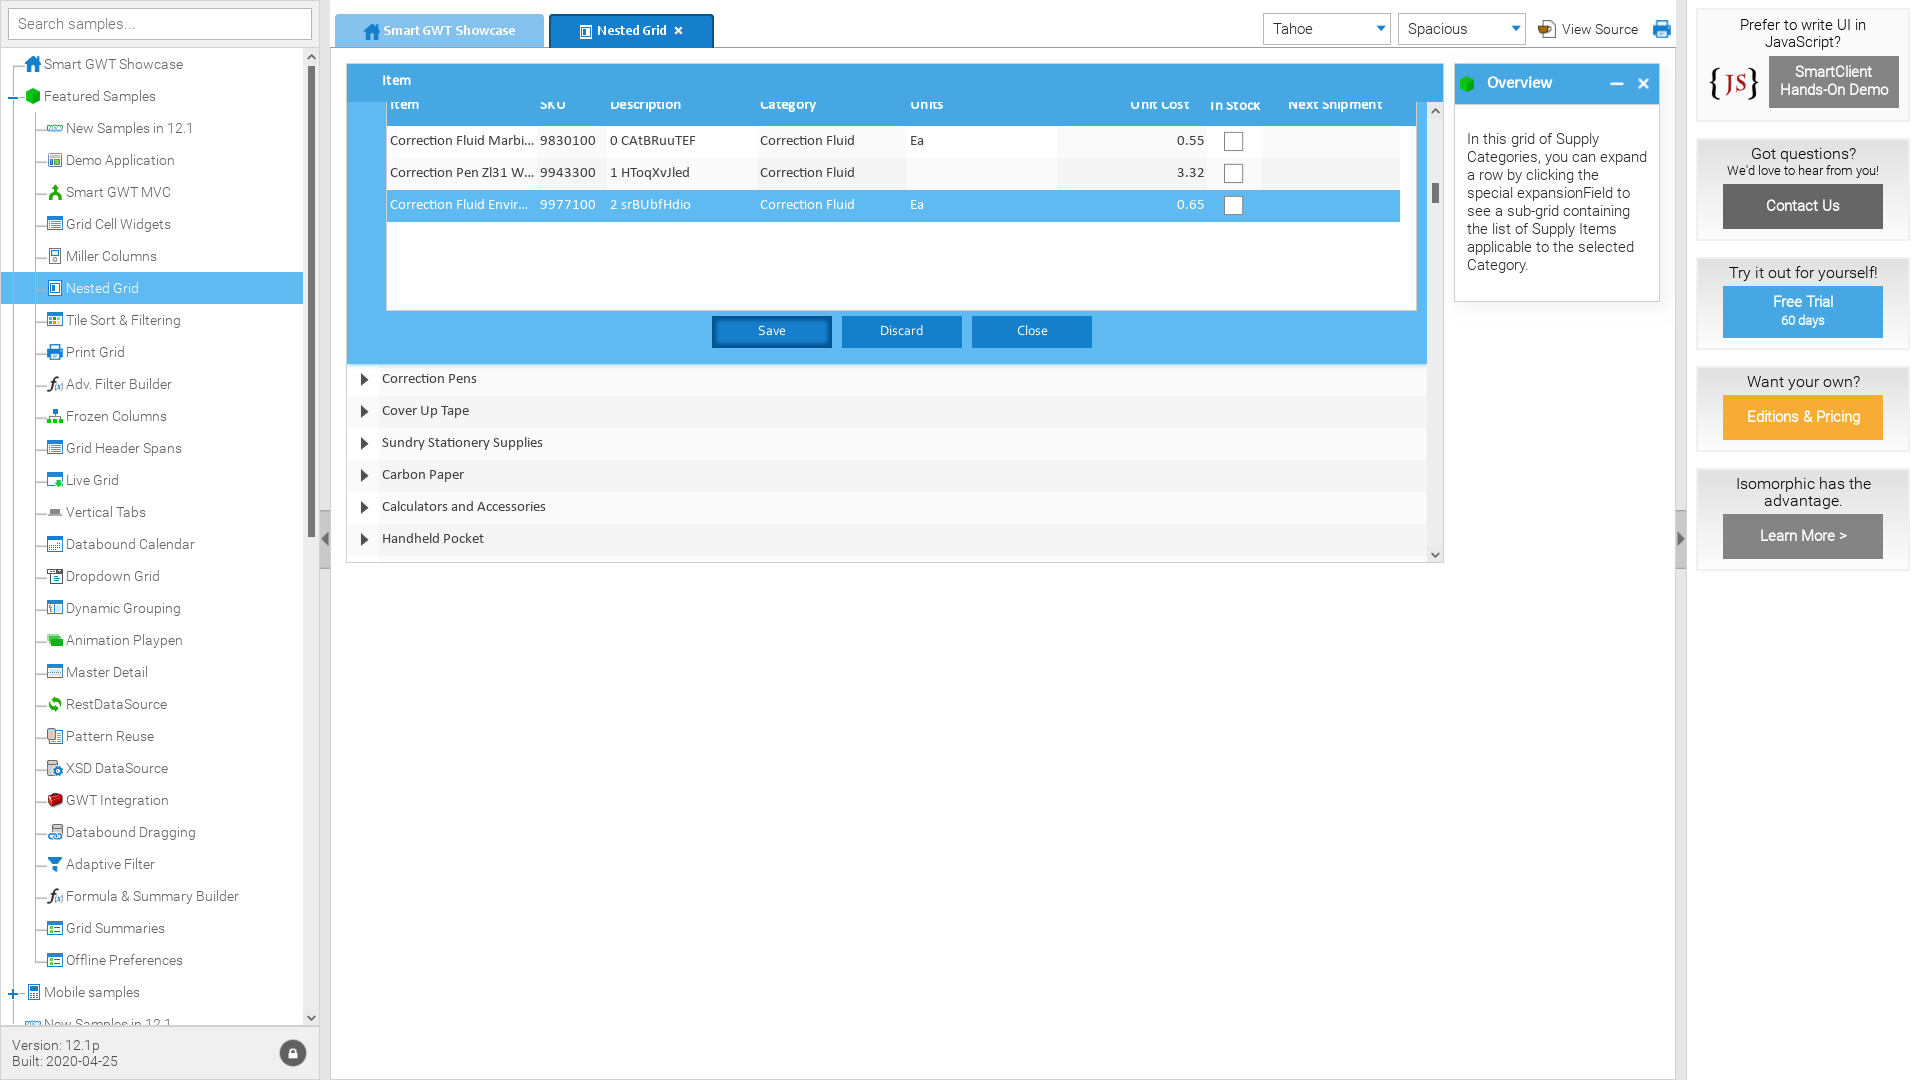 Search samples...
Smart GWT Showcase
Featured Samples
New Samples in 12.1
Demo Application
Smart GWT MVC
Grid Cell Widgets
Miller Columns
Nested Grid
Tile Sort & Filtering
Print Grid
Adv. Filter Builder
Frozen Columns
Grid Header Spans
Live Grid
Vertical Tabs
Databound Calendar
Dropdown Grid
Dynamic Grouping
Animation Playpen
Master Detail
RestDataSource
Pattern Reuse
XSD DataSource
GWT Integration
Databound Dragging
Adaptive Filter
Formula & Summary Builder
Grid Summaries
Offline Preferences
Mobile samples
New Samples in 12.1
Version: 12.1p
Built: 2020-04-25
Smart GWT Showcase
Nested Grid
Tahoe
Spacious
View Source
Item
Item SKU Description Category Units Unit Cost In Stock Next Shipment
Correction Fluid Marbi... 9830100 0 CAtBRuuTEF Correction Fluid Ea 0.55
Correction Pen Zl31 W... 9943300 1 HToqXvJled Correction Fluid 3.32
Correction Fluid Envir... 9977100 2 srBUbfHdio Correction Fluid Ea 0.65
Save Discard Close
Correction Pens
Cover Up Tape
Sundry Stationery Supplies
Carbon Paper
Calculators and Accessories
Handheld Pocket
Overview
In this grid of Supply
Categories, you can expand
a row by clicking the
special expansionField to
see a sub-grid containing
the list of Supply Items
applicable to the selected
Category.
Prefer to write UI in
JavaScript?
{JS}
SmartClient
Hands-On Demo
Got questions?
We'd love to hear from you!
Contact Us
Try it out for yourself!
Free Trial
60 days
Want your own?
Editions & Pricing
Isomorphic has the
advantage.
Learn More >